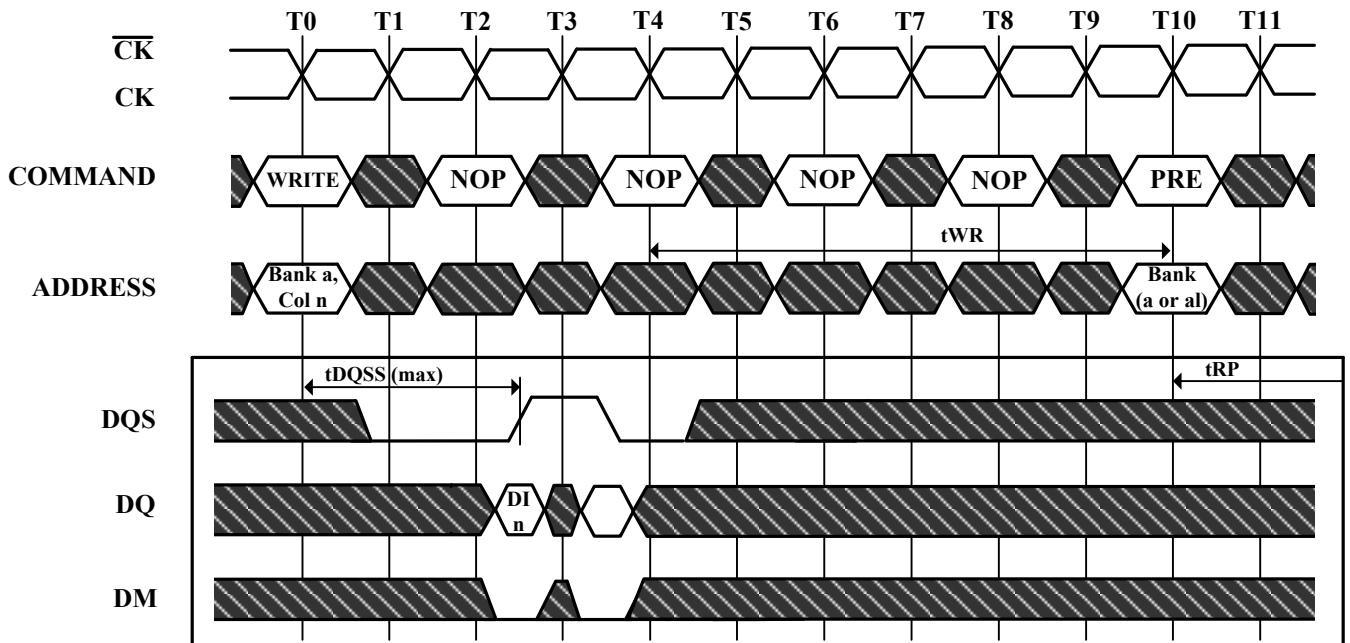 T0 T1 T2 T3 T4 T5 T6 T7 T8 T9 T10 T11
CK
CK
COMMAND
WRITE NOP NOP NOP NOP PRE
tWR
ADDRESS
Bank a,
Col n
Bank
(a or al)
tDQSS (max)
tRP
DQS
DQ
DI
n
DM